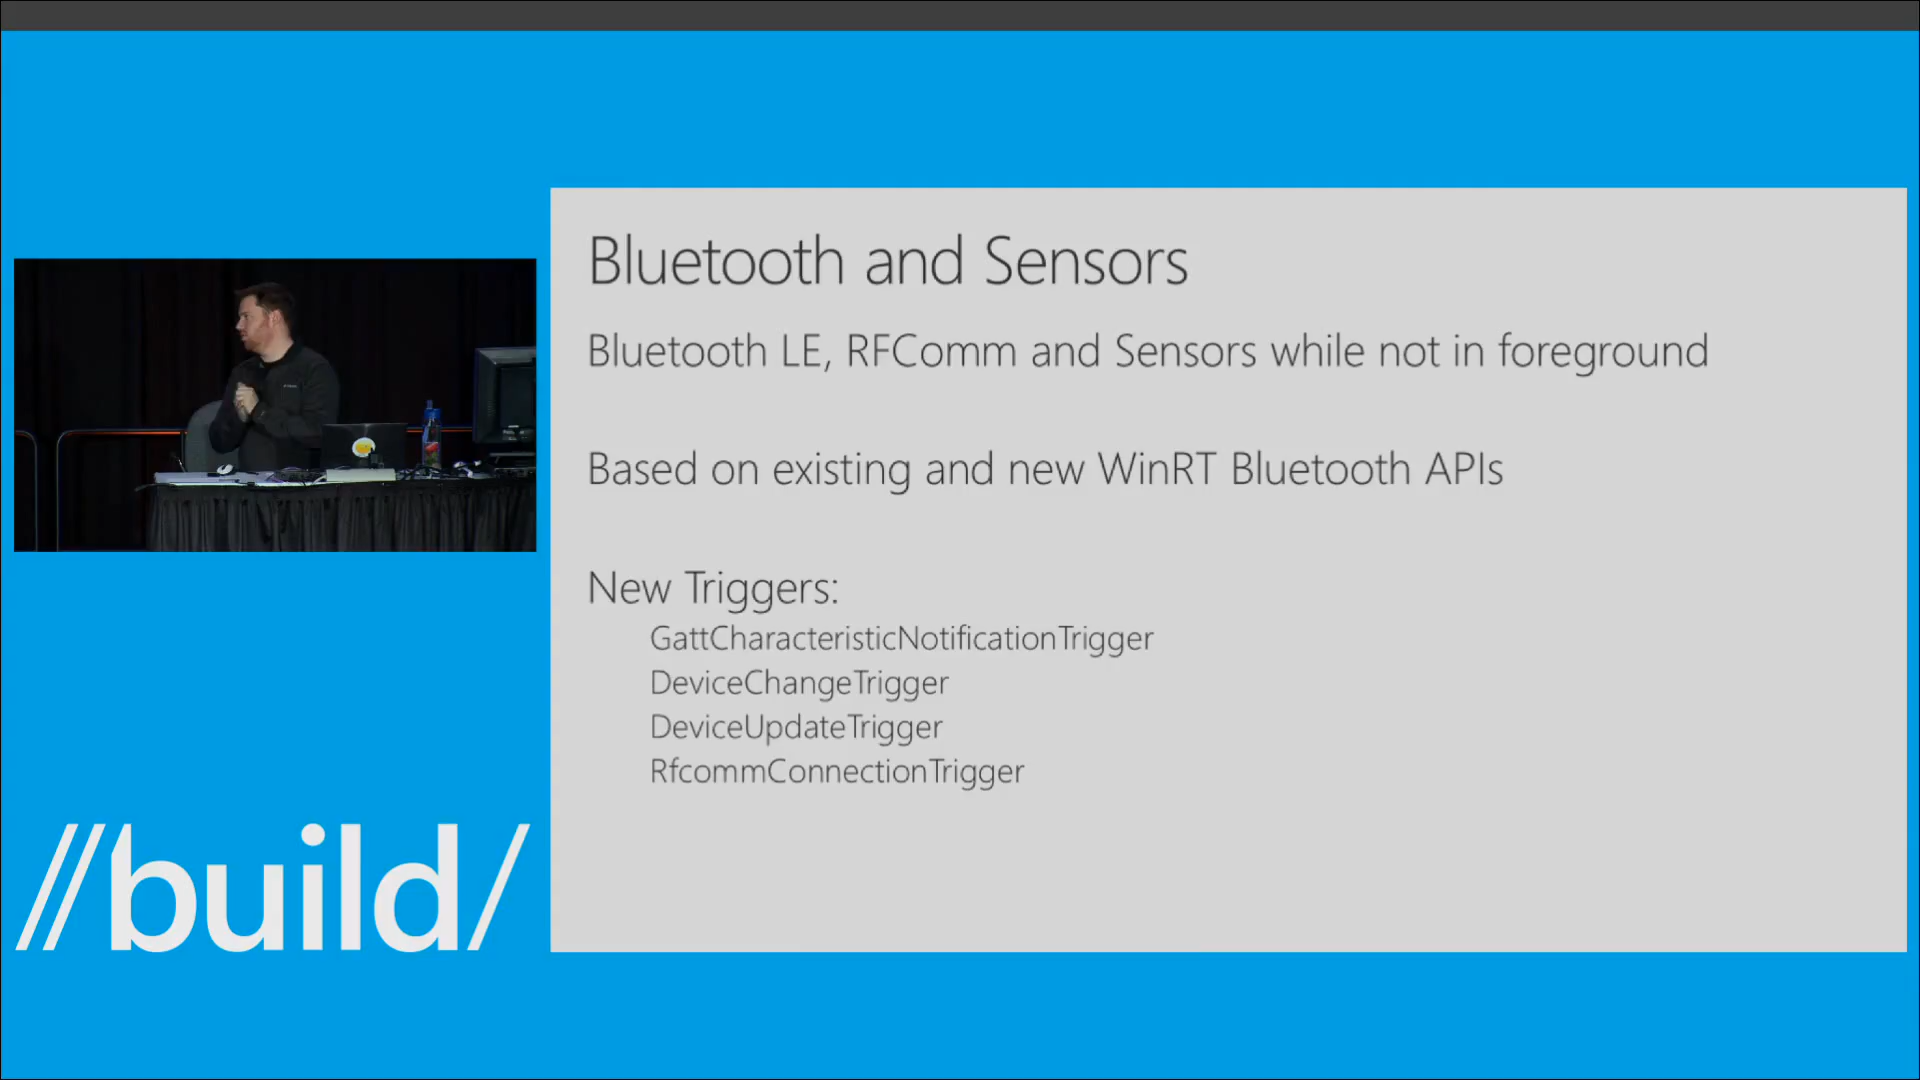 Bluetooth and Sensors
Bluetooth LE, RFComm and Sensors while not in foreground
Based on existing and new WinRT Bluetooth APIs
New Triggers:
GattCharacteristicNotificationTrigger
DeviceChangeTrigger
DeviceUpdateTrigger
RfcommConnectionTrigger
//build/